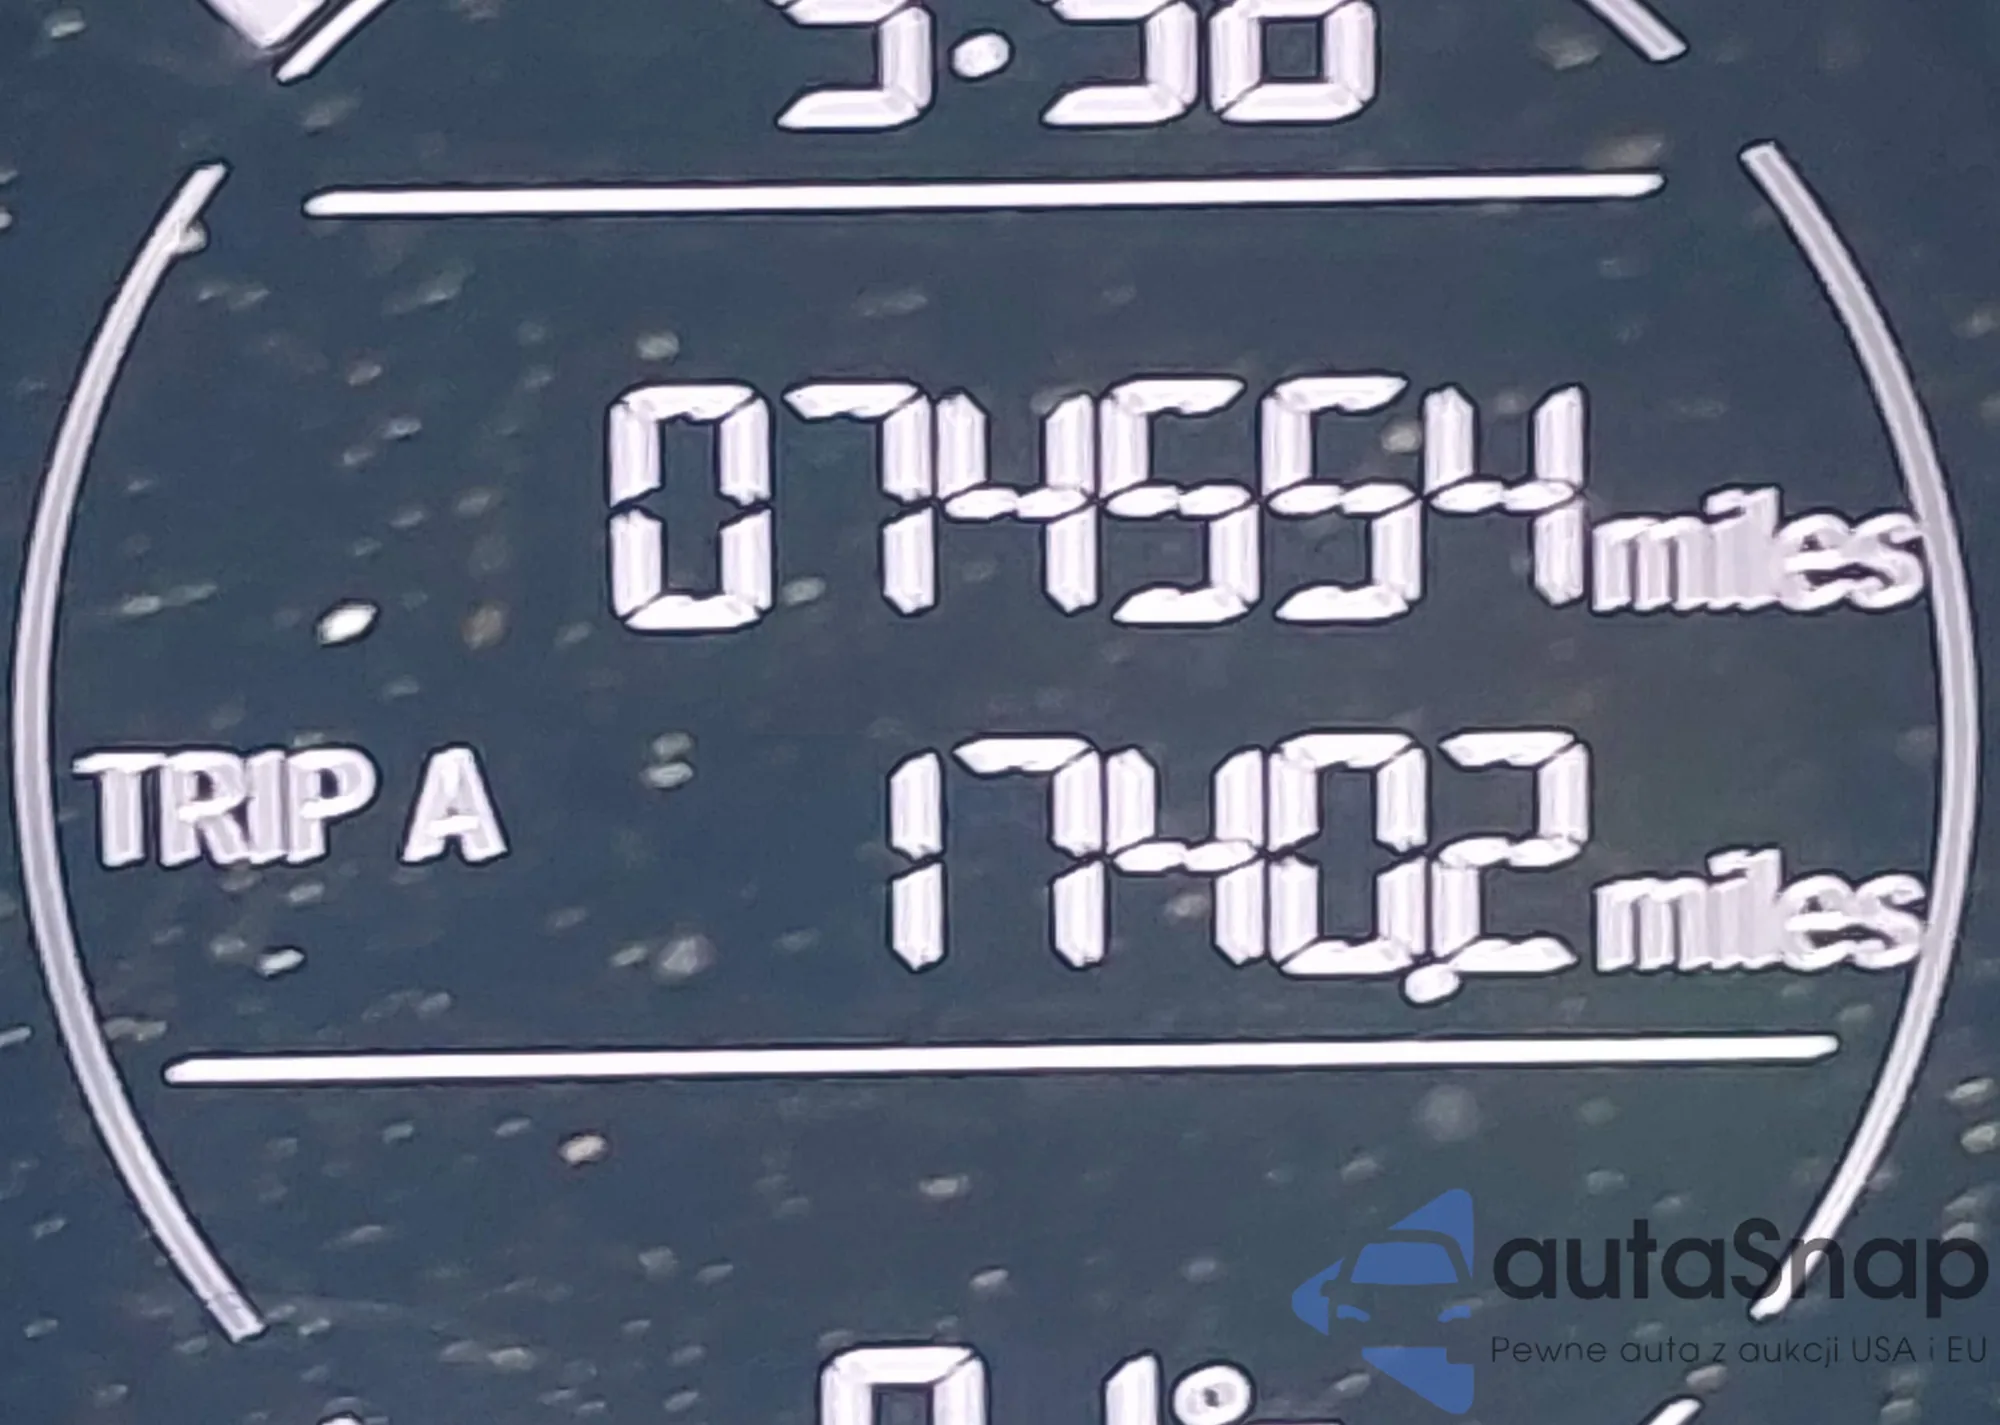 074554 miles
TRIP A 1740.2 miles
autaSnap
Pewne auta z aukcji USA i EU